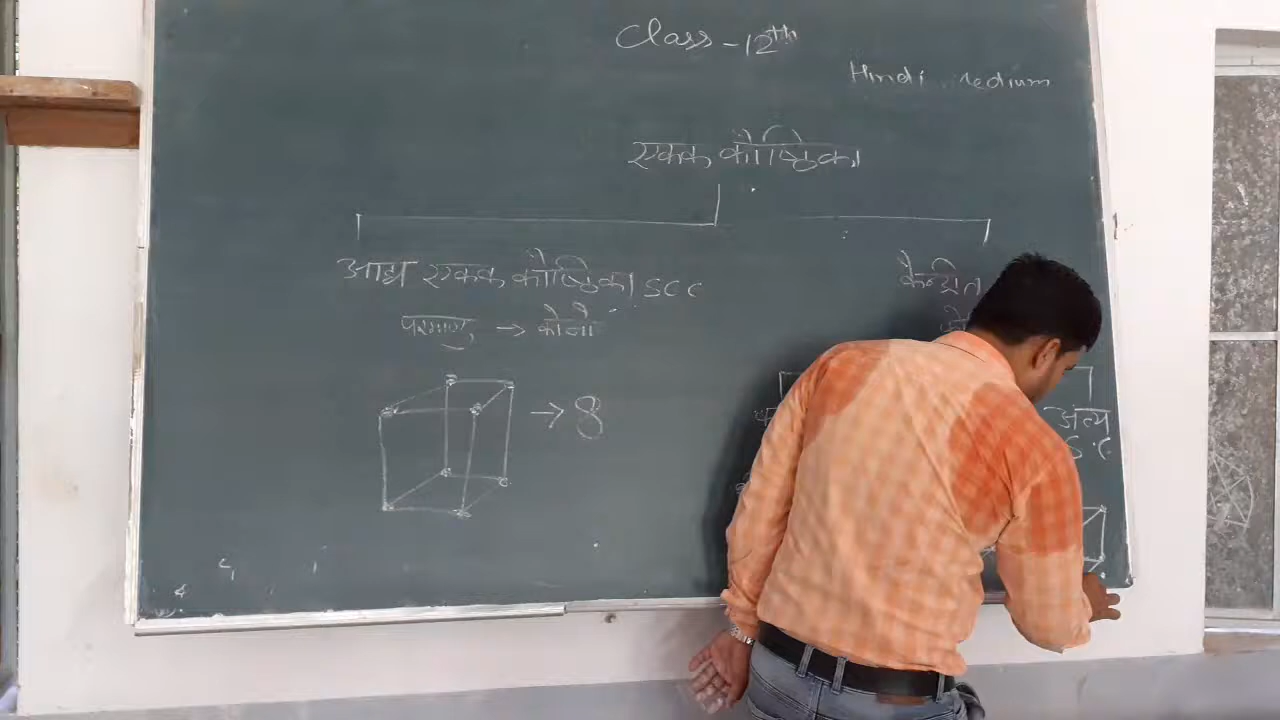 Class - 12th
Hindi Medium
एकक कोष्ठिका
आद्य एकक कोष्ठिका SCC
केन्द्रित
परमाणु → कोनो
→ 8
अंत्य
S.C.